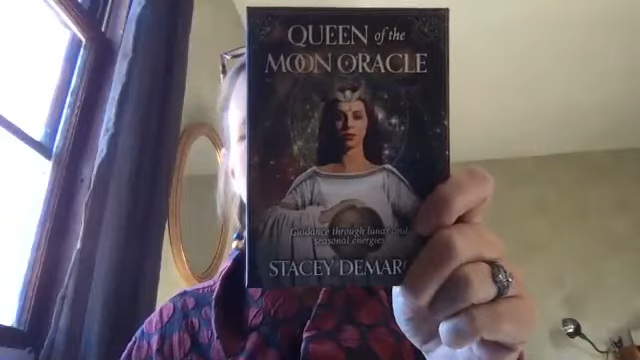 QUEEN of the
MOON ORACLE
Guidance through lunar and
seasonal energies
STACEY DEMARC